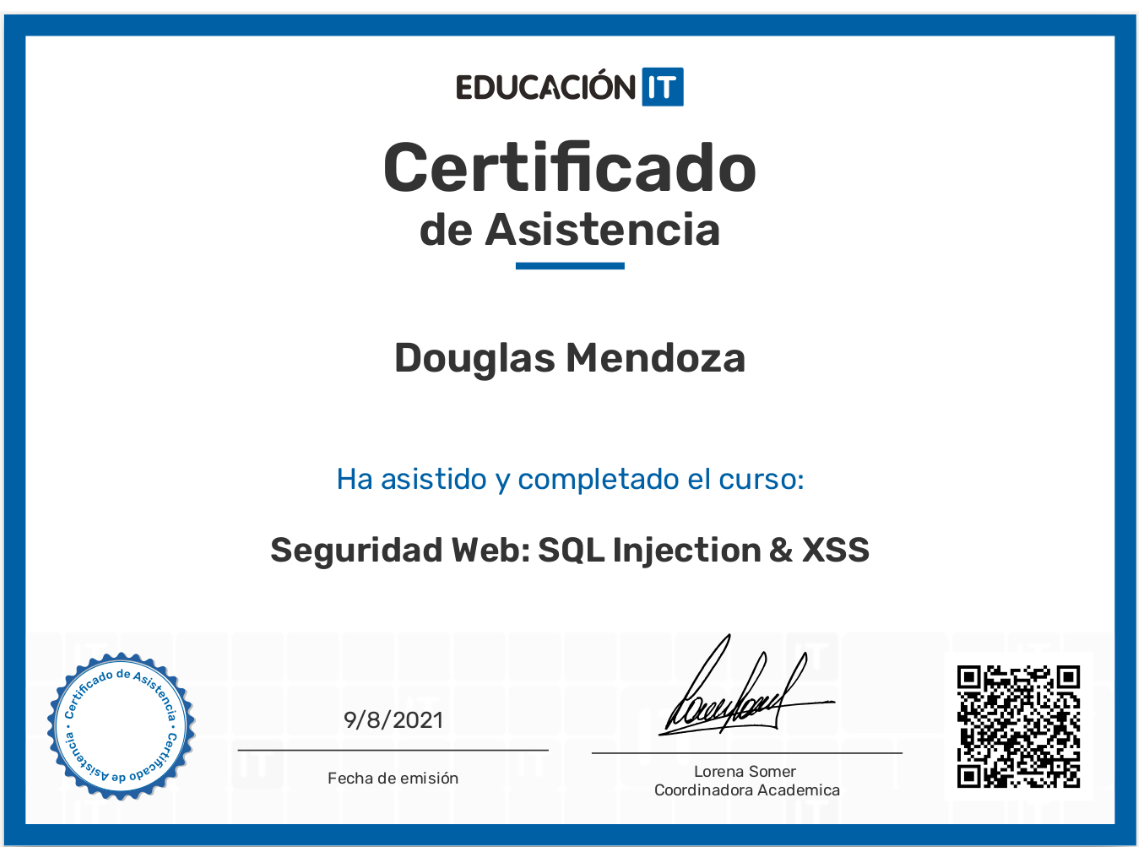 EDUCACIÓN IT
Certificado
de Asistencia
Douglas Mendoza
Ha asistido y completado el curso:
Seguridad Web: SQL Injection & XSS
Certificado de Asistencia • Certificado de Asistencia •
9/8/2021
Fecha de emisión
Lorena Somer
Coordinadora Academica